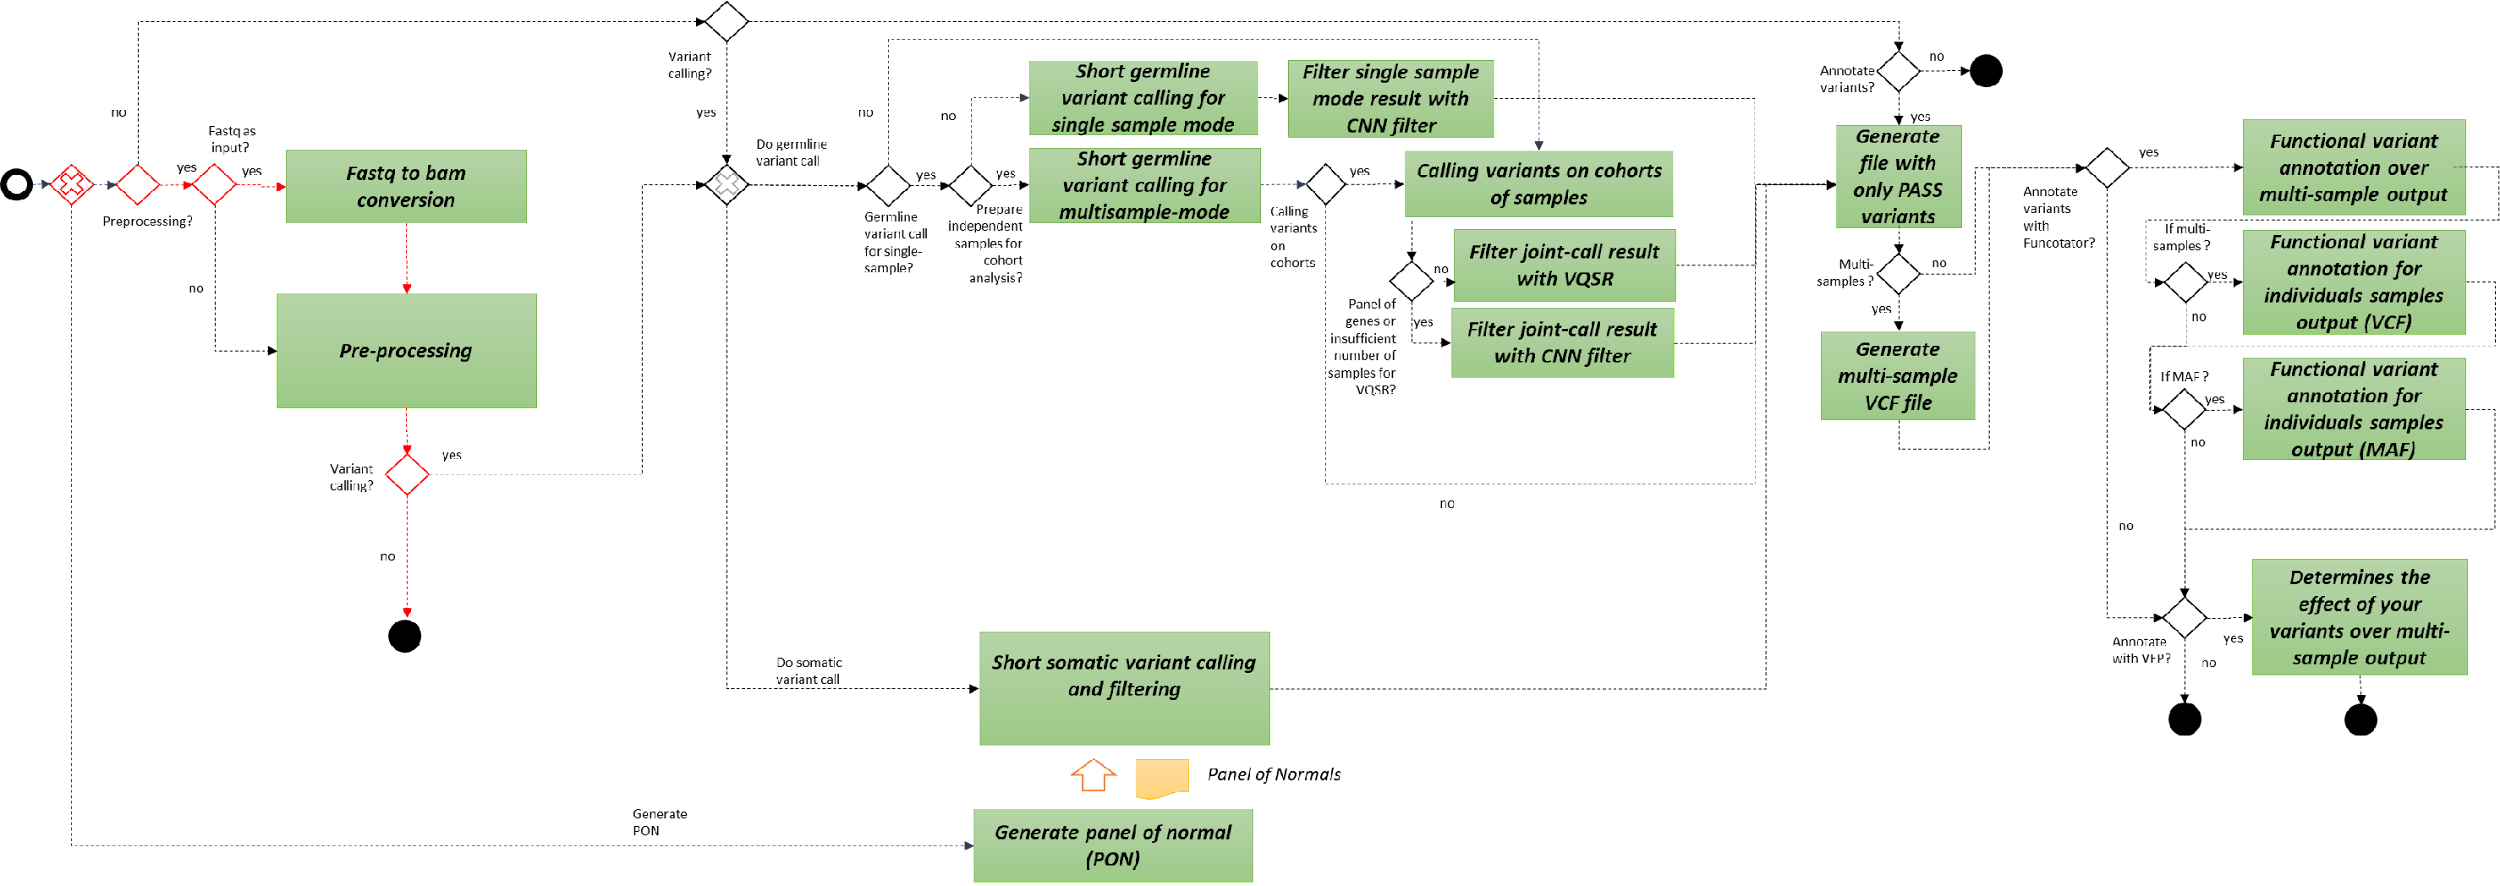 no
Preprocessing?
yes
Fastq as
input?
yes
no
Fastq to bam
conversion
Pre-processing
Variant
calling?
yes
no
Variant
calling?
yes
Do germline
variant call
no
Germline
variant call
for single-
sample?
yes
no
yes
Prepare
independent
samples for
cohort
analysis?
Short germline
variant calling for
single sample mode
Filter single sample
mode result with
CNN filter
Short germline
variant calling for
multisample-mode
Calling
variants on
cohorts
yes
no
Calling variants on cohorts
of samples
no
Panel of
genes or
insufficient
number of
samples for
VQSR?
yes
Filter joint-call result
with VQSR
Filter joint-call result
with CNN filter
Do somatic
variant call
Short somatic variant calling
and filtering
Panel of Normals
Generate
PON
Generate panel of normal
(PON)
Annotate
variants?
no
yes
Generate
file with
only PASS
variants
Multi-
samples ?
no
yes
Generate
multi-sample
VCF file
Annotate
variants
with
Funcotator?
yes
no
Functional variant
annotation over
multi-sample output
If multi-
samples ?
yes
no
Functional variant
annotation for
individuals samples
output (VCF)
If MAF ?
yes
no
Functional variant
annotation for
individuals samples
output (MAF)
Annotate
with VEP?
yes
no
Determines the
effect of your
variants over multi-
sample output